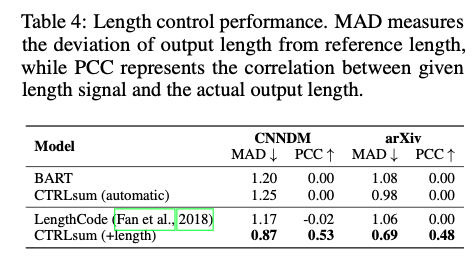 Table 4: Length control performance. MAD measures
the deviation of output length from reference length,
while PCC represents the correlation between given
length signal and the actual output length.
Model CNNDM arXiv
MAD ↓ PCC ↑ MAD ↓ PCC ↑
BART 1.20 0.00 1.08 0.00
CTRLsum (automatic) 1.25 0.00 0.98 0.00
LengthCode (Fan et al., 2018) 1.17 -0.02 1.06 0.00
CTRLsum (+length) 0.87 0.53 0.69 0.48